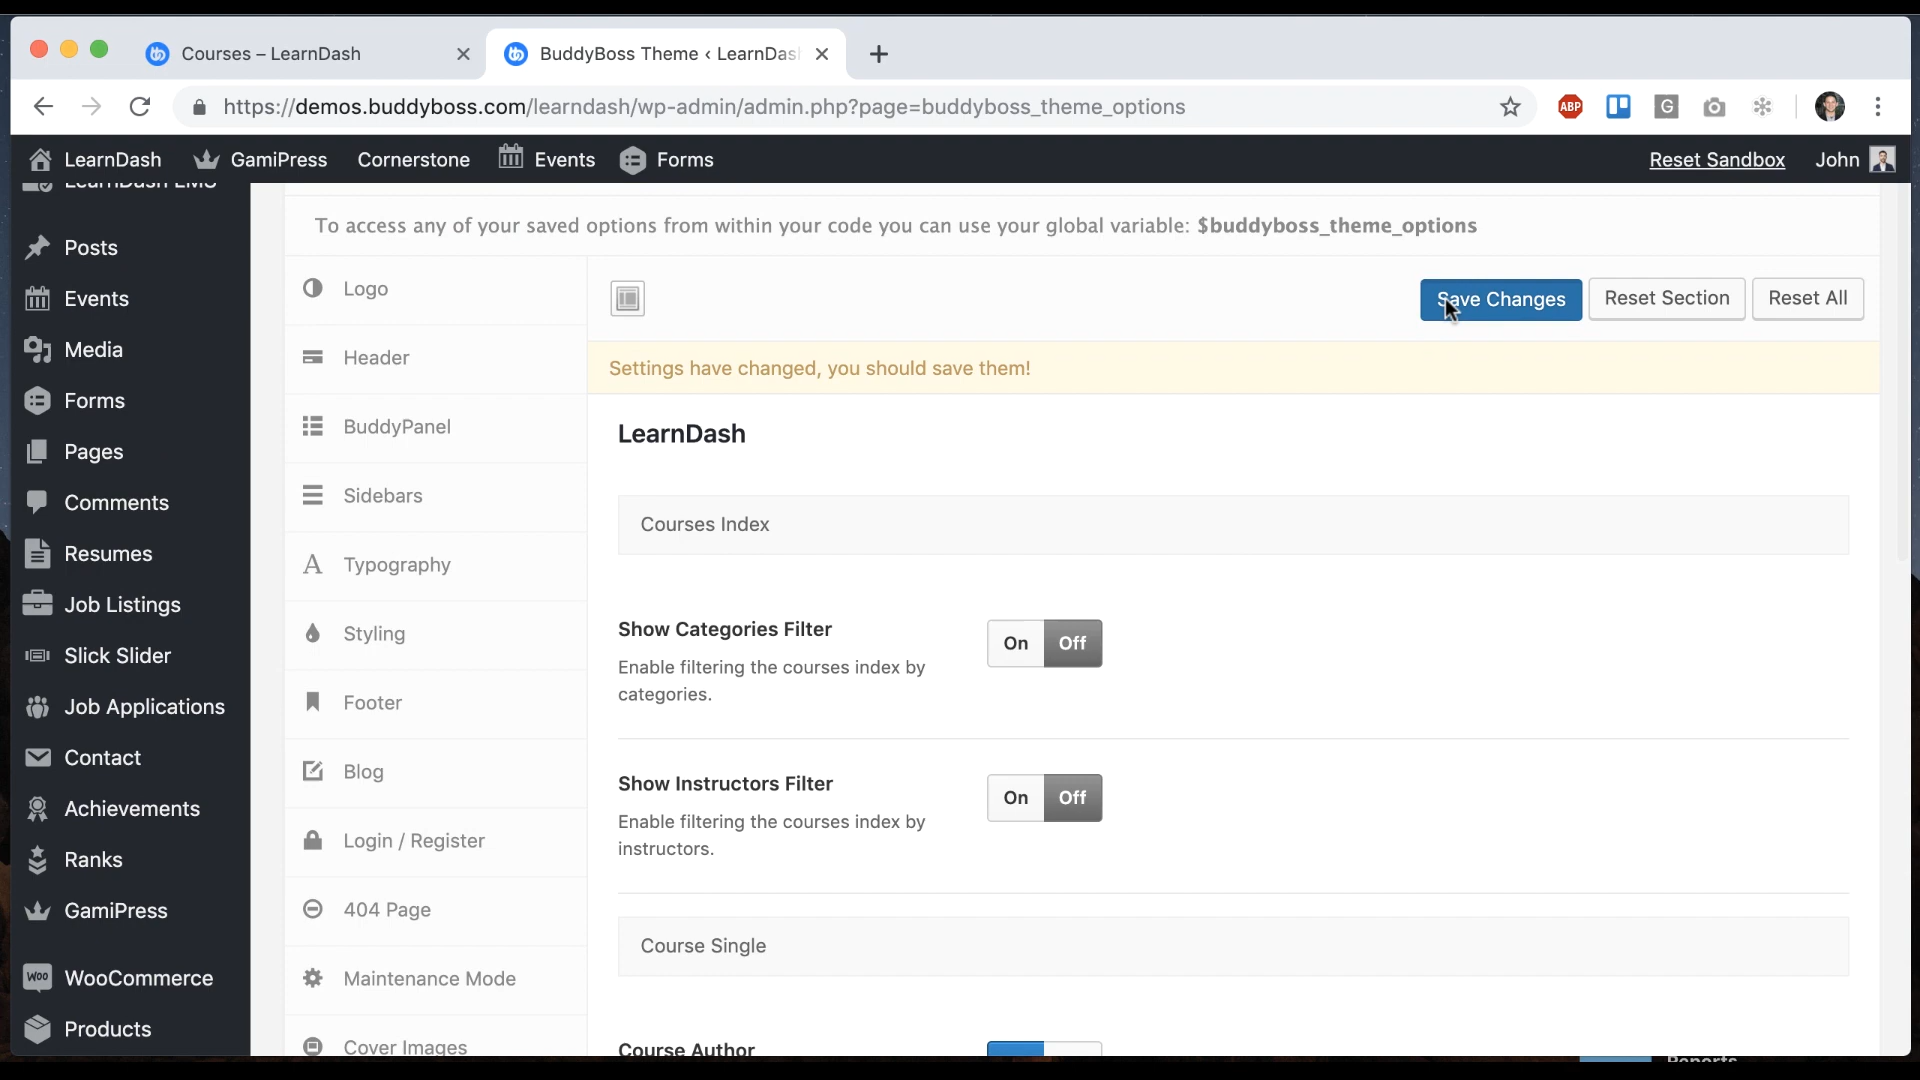 Courses – LearnDash
BuddyBoss Theme ‹ LearnDas
https://demos.buddyboss.com/learndash/wp-admin/admin.php?page=buddyboss_theme_options
ABP
G
LearnDash
GamiPress
Cornerstone
Events
Forms
Reset Sandbox
John
LearnDash LMS
Posts
Events
Media
Forms
Pages
Comments
Resumes
Job Listings
Slick Slider
Job Applications
Contact
Achievements
Ranks
GamiPress
Woo
WooCommerce
Products
To access any of your saved options from within your code you can use your global variable: $buddyboss_theme_options
Logo
Header
BuddyPanel
Sidebars
A
Typography
Styling
Footer
Blog
Login / Register
404 Page
Maintenance Mode
Cover Images
Save Changes
Reset Section
Reset All
Settings have changed, you should save them!
LearnDash
Courses Index
Show Categories Filter
Enable filtering the courses index by
categories.
On
Off
Show Instructors Filter
Enable filtering the courses index by
instructors.
On
Off
Course Single
Course Author
Reports